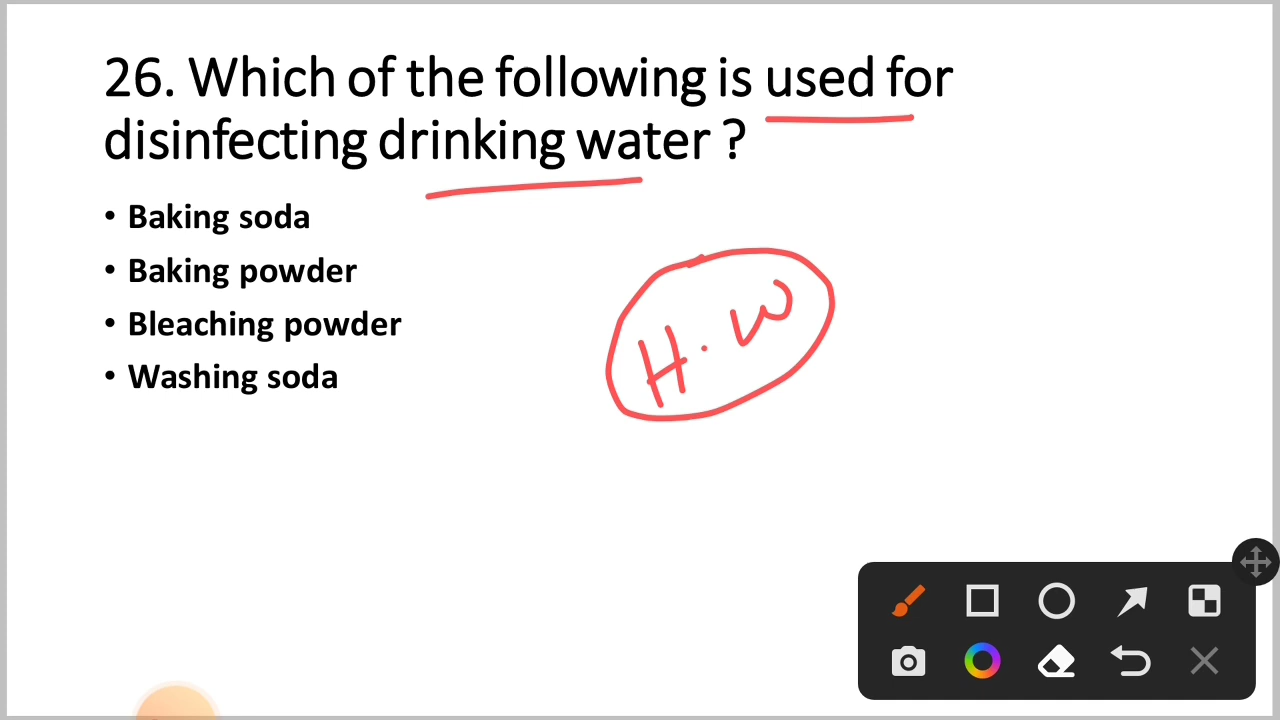 26. Which of the following is used for
disinfecting drinking water ?
• Baking soda
• Baking powder
• Bleaching powder
• Washing soda
H.W